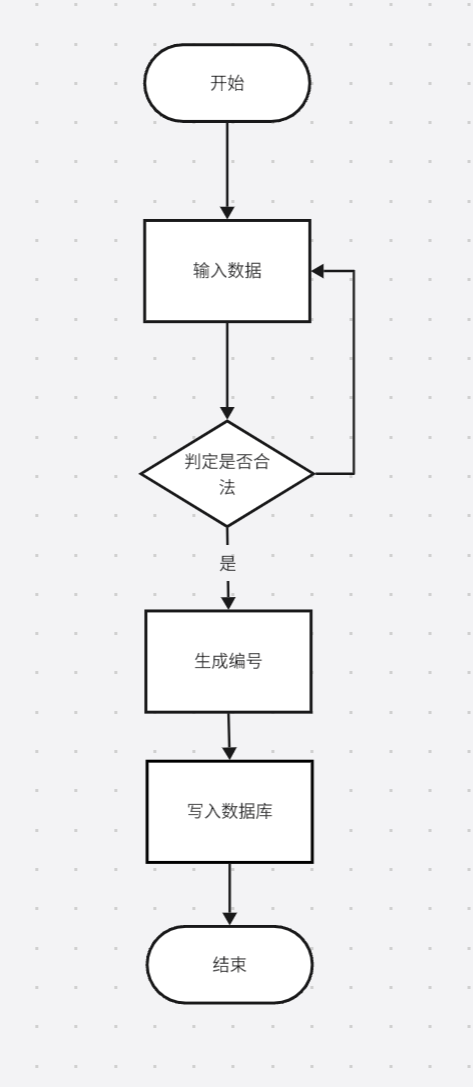 开始
输入数据
判定是否合
法
是
生成编号
写入数据库
结束